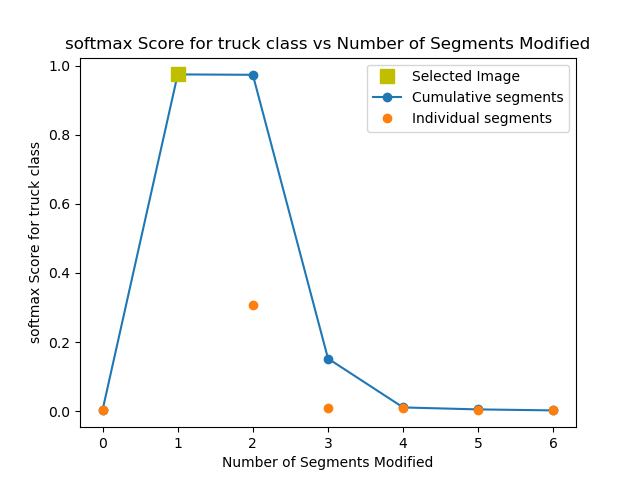 softmax Score for truck class vs Number of Segments Modified
1.0
0.8
0.6
0.4
0.2
0.0
softmax Score for truck class
Selected Image
Cumulative segments
Individual segments
0 1 2 3 4 5 6
Number of Segments Modified